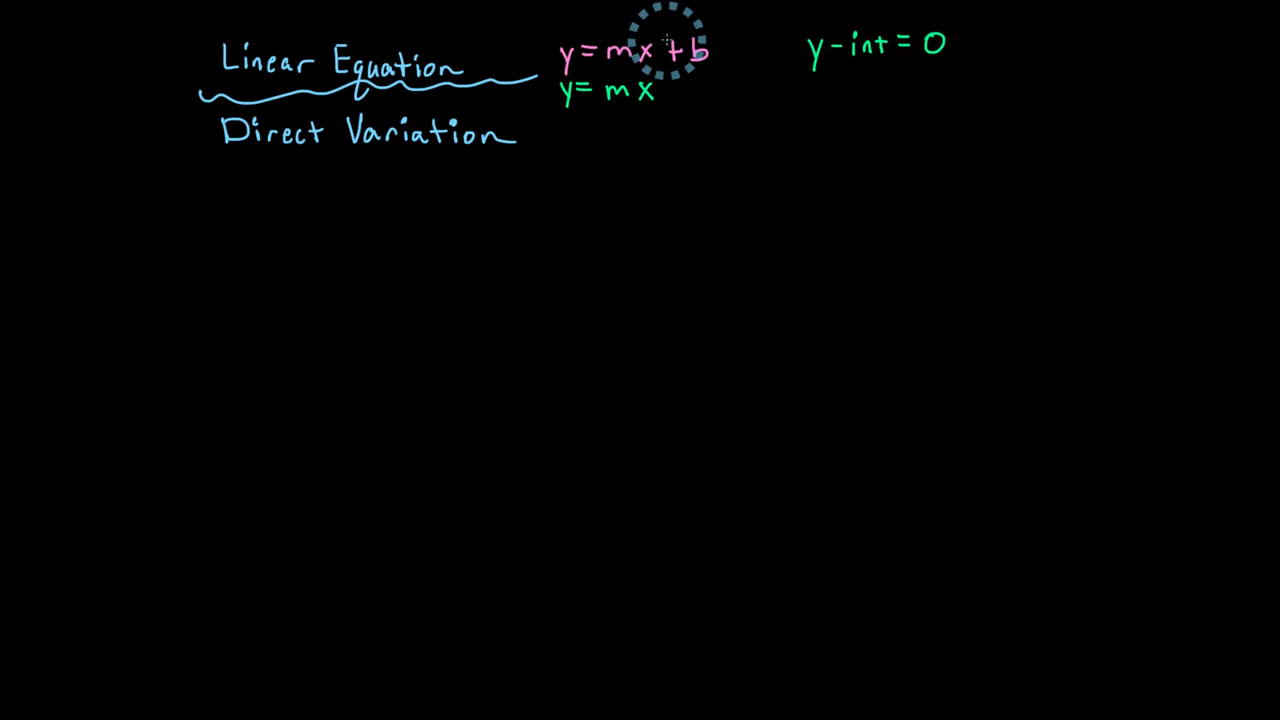 Linear Equation
y = mx + b
y-int = 0
y = mx
Direct Variation